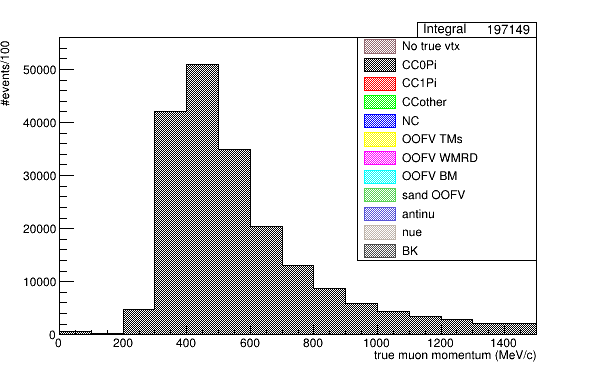 Integral 197149
#events/100
No true vtx
CC0Pi
CC1Pi
CCother
NC
OOFV TMs
OOFV WMRD
OOFV BM
sand OOFV
antinu
nue
BK
50000
40000
30000
20000
10000
0
0 200 400 600 800 1000 1200 1400
true muon momentum (MeV/c)